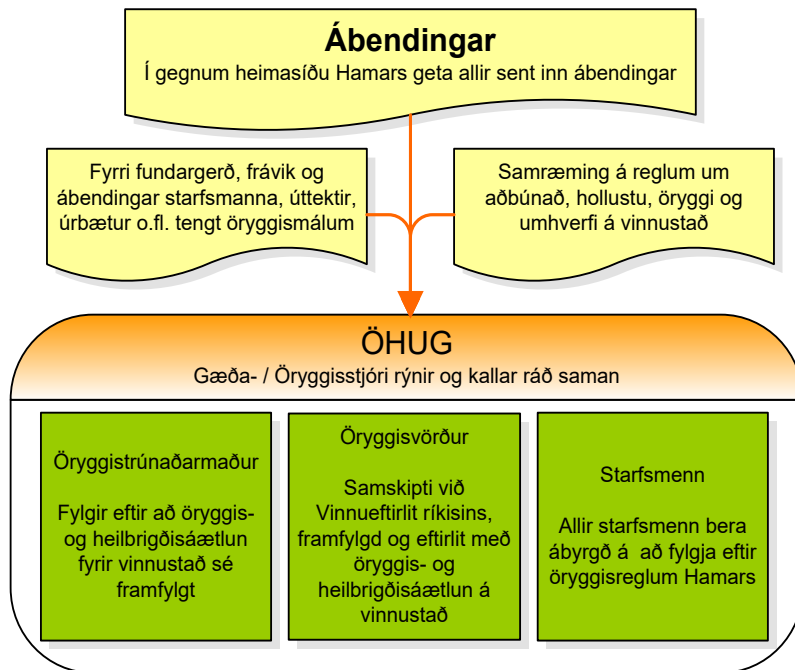 Ábendingar
Í gegnum heimasíðu Hamars geta allir sent inn ábendingar
Fyrri fundargerð, frávik og
ábendingar starfsmanna, úttektir,
úrbætur o.fl. tengt öryggismálum
Samræming á reglum um
aðbúnað, hollustu, öryggi og
umhverfi á vinnustað
ÖHUG
Gæða- / Öryggisstjóri rýnir og kallar ráð saman
Öryggistrúnaðarmaður
Fylgir eftir að öryggis-
og heilbrigðisáætlun
fyrir vinnustað sé
framfylgt
Öryggisvörður
Samskipti við
Vinnueftirlit ríkisins,
framfylgd og eftirlit með
öryggis- og
heilbrigðisáætlun á
vinnustað
Starfsmenn
Allir starfsmenn bera
ábyrgð á  að fylgja eftir
öryggisreglum Hamars